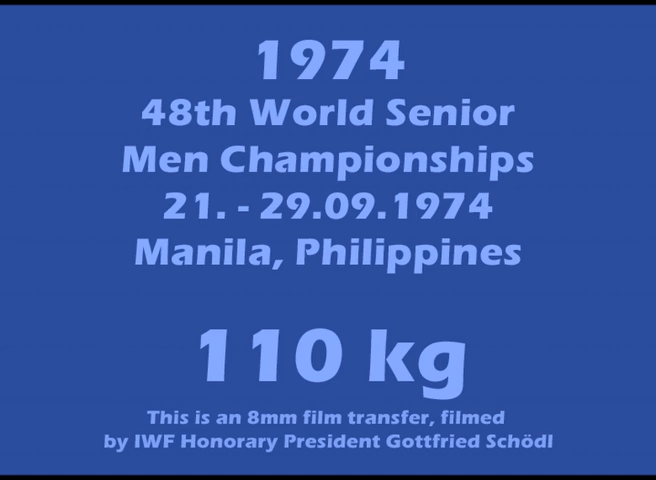 1974
48th World Senior
Men Championships
21. - 29.09.1974
Manila, Philippines
110 kg
This is an 8mm film transfer, filmed
by IWF Honorary President Gottfried Schödl